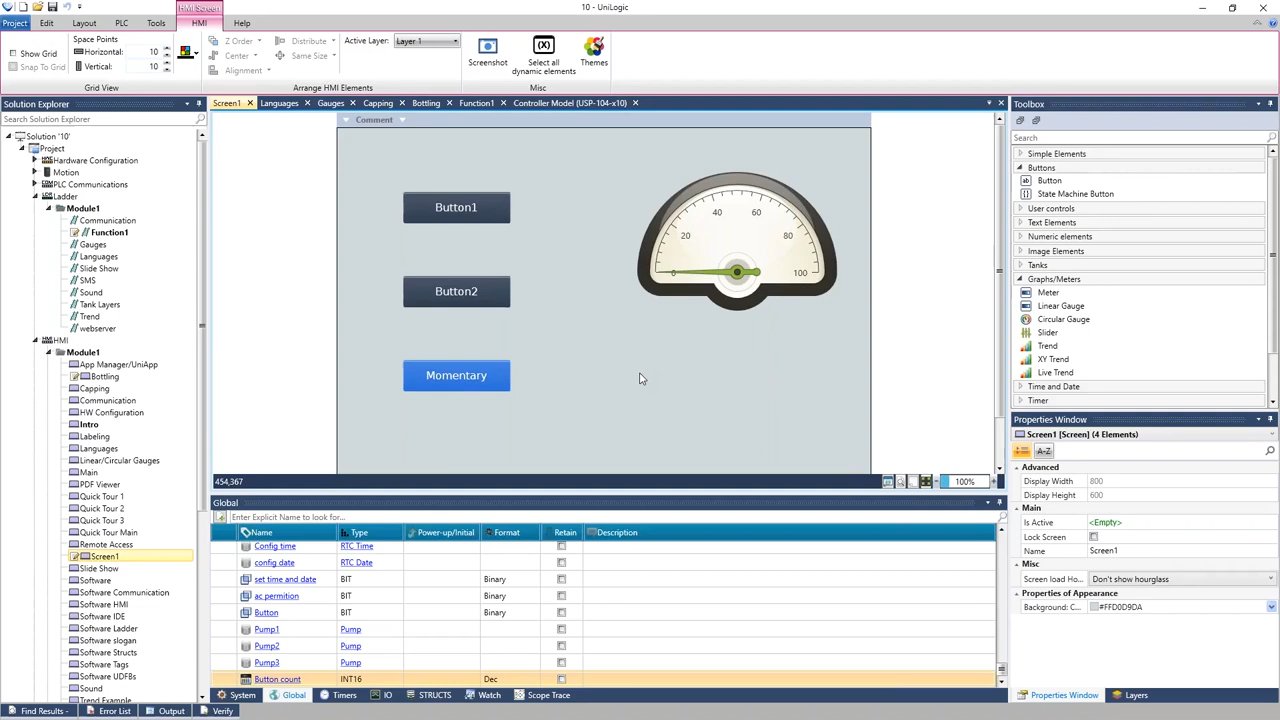 10 - UniLogic
HMI Screen
Project Edit Layout PLC Tools HMI Help
Show Grid
Snap To Grid
Space Points
Horizontal: 10
Vertical: 10
Grid View
Z Order
Center
Alignment
Distribute
Same Size
Active Layer: Layer 1
Arrange HMI Elements
Screenshot
Select all dynamic elements
Themes
Misc
Solution Explorer
Search Solution Explorer
Solution '10'
Project
Hardware Configuration
Motion
PLC Communications
Ladder
Module1
Communication
Function1
Gauges
Languages
Slide Show
SMS
Sound
Tank Layers
Trend
webserver
HMI
Module1
App Manager/UniApp
Bottling
Capping
Communication
HW Configuration
Intro
Labeling
Languages
Linear/Circular Gauges
Main
PDF Viewer
Quick Tour 1
Quick Tour 2
Quick Tour 3
Quick Tour Main
Remote Access
Screen1
Slide Show
Software
Software Communication
Software HMI
Software IDE
Software Ladder
Software slogan
Software Structs
Software Tags
Software UDFBs
Sound
Trend Example
Screen1 Languages Gauges Capping Bottling Function1 Controller Model (USP-104-x10)
Comment
Button1
Button2
Momentary
0 20 40 60 80 100
454,367
100%
Global
Enter Explicit Name to look for...
Name Type Power-up/Initial Format Retain Description
Config time RTC Time
config date RTC Date
set time and date BIT Binary
ac permition BIT Binary
Button BIT Binary
Pump1 Pump
Pump2 Pump
Pump3 Pump
Button count INT16 Dec
System Global Timers IO STRUCTS Watch Scope Trace
Toolbox
Search
Simple Elements
Buttons
Button
State Machine Button
User controls
Text Elements
Numeric elements
Image Elements
Tanks
Graphs/Meters
Meter
Linear Gauge
Circular Gauge
Slider
Trend
XY Trend
Live Trend
Time and Date
Timer
Properties Window
Screen1 [Screen] (4 Elements)
A-Z
Advanced
Display Width 800
Display Height 600
Main
Is Active <Empty>
Lock Screen
Name Screen1
Misc
Screen load Ho... Don't show hourglass
Properties of Appearance
Background: C... #FFD0D9DA
Properties Window Layers
Find Results - Error List Output Verify